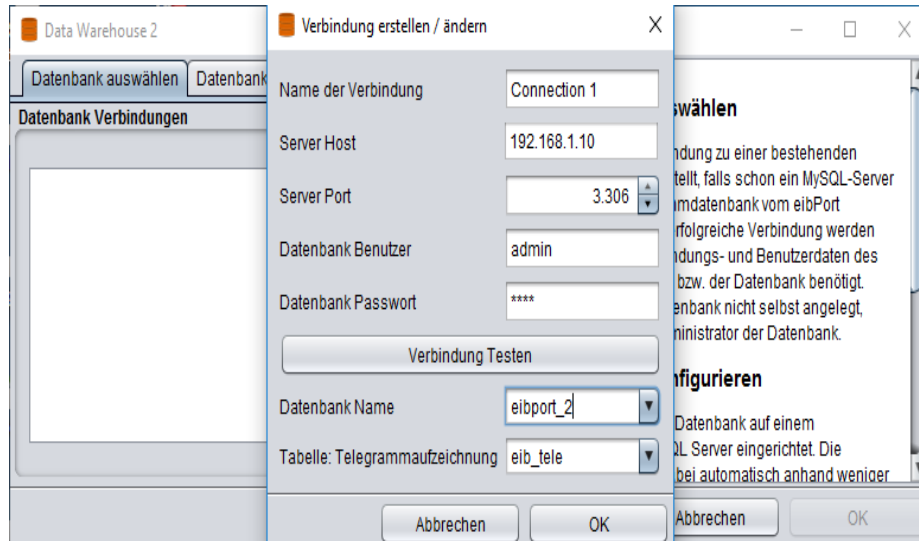 Data Warehouse 2
Datenbank auswählen
Datenbank
Datenbank Verbindungen
Verbindung erstellen / ändern
Name der Verbindung
Connection 1
Server Host
192.168.1.10
Server Port
3.306
Datenbank Benutzer
admin
Datenbank Passwort
****
Verbindung Testen
Datenbank Name
eibport_2
Tabelle: Telegrammaufzeichnung
eib_tele
Abbrechen
OK
swählen
ndung zu einer bestehenden
tellt, falls schon ein MySQL-Server
mdatenbank vom eibPort
rfolgreiche Verbindung werden
ndungs- und Benutzerdaten des
bzw. der Datenbank benötigt.
enbank nicht selbst angelegt,
ministrator der Datenbank.
nfigurieren
Datenbank auf einem
QL Server eingerichtet. Die
bei automatisch anhand weniger
Abbrechen
OK